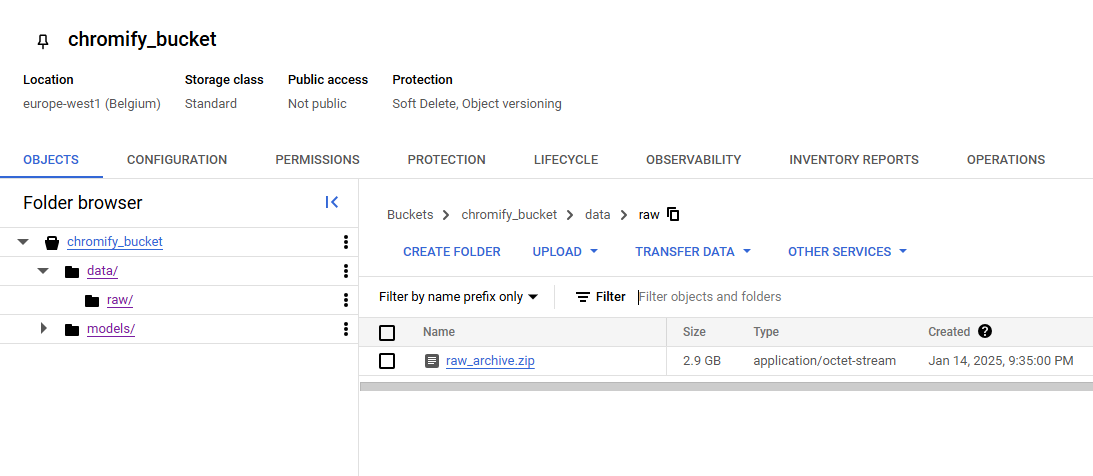 chromify_bucket
Location Storage class Public access Protection
europe-west1 (Belgium) Standard Not public Soft Delete, Object versioning
OBJECTS CONFIGURATION PERMISSIONS PROTECTION LIFECYCLE OBSERVABILITY INVENTORY REPORTS OPERATIONS
Folder browser
chromify_bucket
data/
raw/
models/
Buckets chromify_bucket data raw
CREATE FOLDER UPLOAD TRANSFER DATA OTHER SERVICES
Filter by name prefix only Filter Filter objects and folders
Name Size Type Created
raw_archive.zip 2.9 GB application/octet-stream Jan 14, 2025, 9:35:00 PM